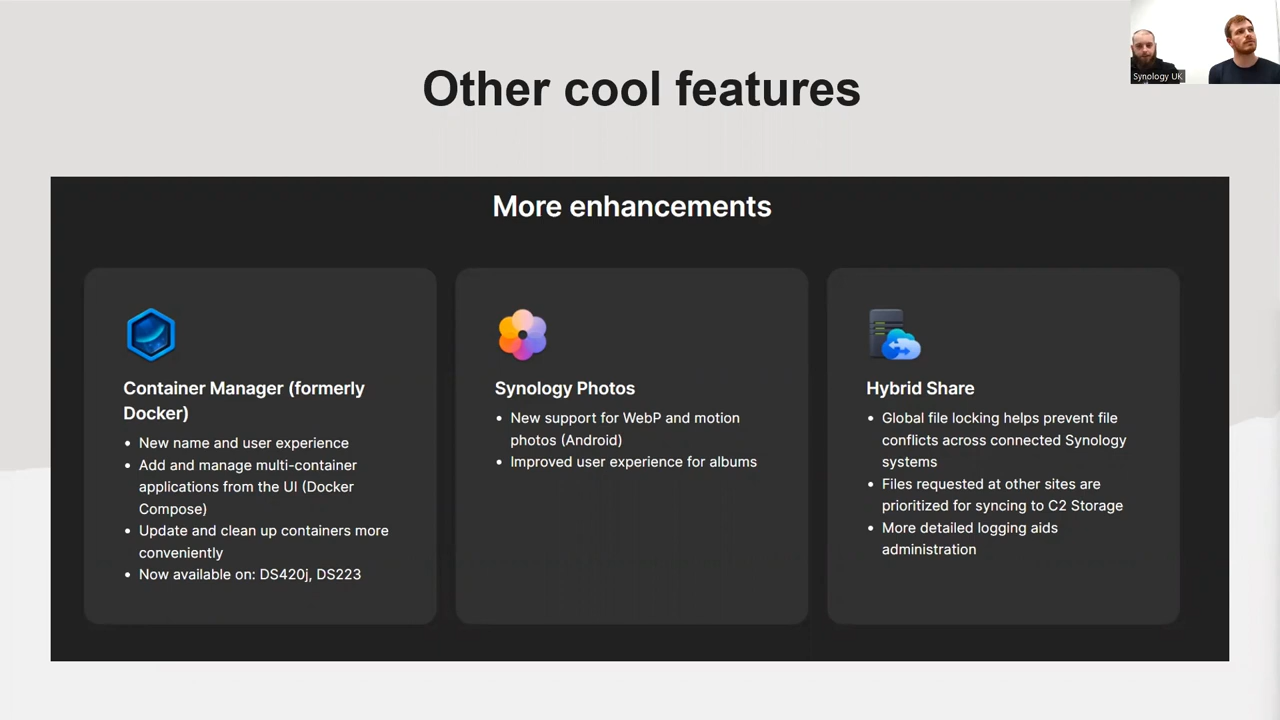 Other cool features
Synology UK
More enhancements
Container Manager (formerly
Docker)
• New name and user experience
• Add and manage multi-container
applications from the UI (Docker
Compose)
• Update and clean up containers more
conveniently
• Now available on: DS420j, DS223
Synology Photos
• New support for WebP and motion
photos (Android)
• Improved user experience for albums
Hybrid Share
• Global file locking helps prevent file
conflicts across connected Synology
systems
• Files requested at other sites are
prioritized for syncing to C2 Storage
• More detailed logging aids
administration